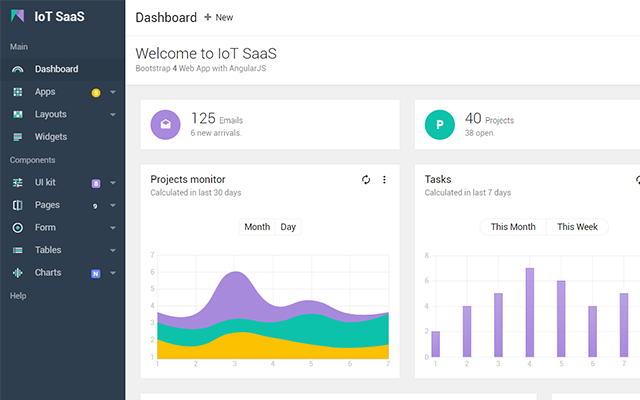 IoT SaaS
Main
Dashboard
Apps
Layouts
Widgets
Components
UI kit 8
Pages 9
Form
Tables
Charts N
Help
Dashboard + New
Welcome to IoT SaaS
Bootstrap 4 Web App with AngularJS
125 Emails
6 new arrivals.
P
40 Projects
38 open.
Projects monitor
Calculated in last 30 days
Month Day
7
6
5
4
3
2
1
1 2 3 4 5 6 7
Tasks
Calculated in last 7 days
This Month This Week
8
6
4
2
0
1 2 3 4 5 6 7